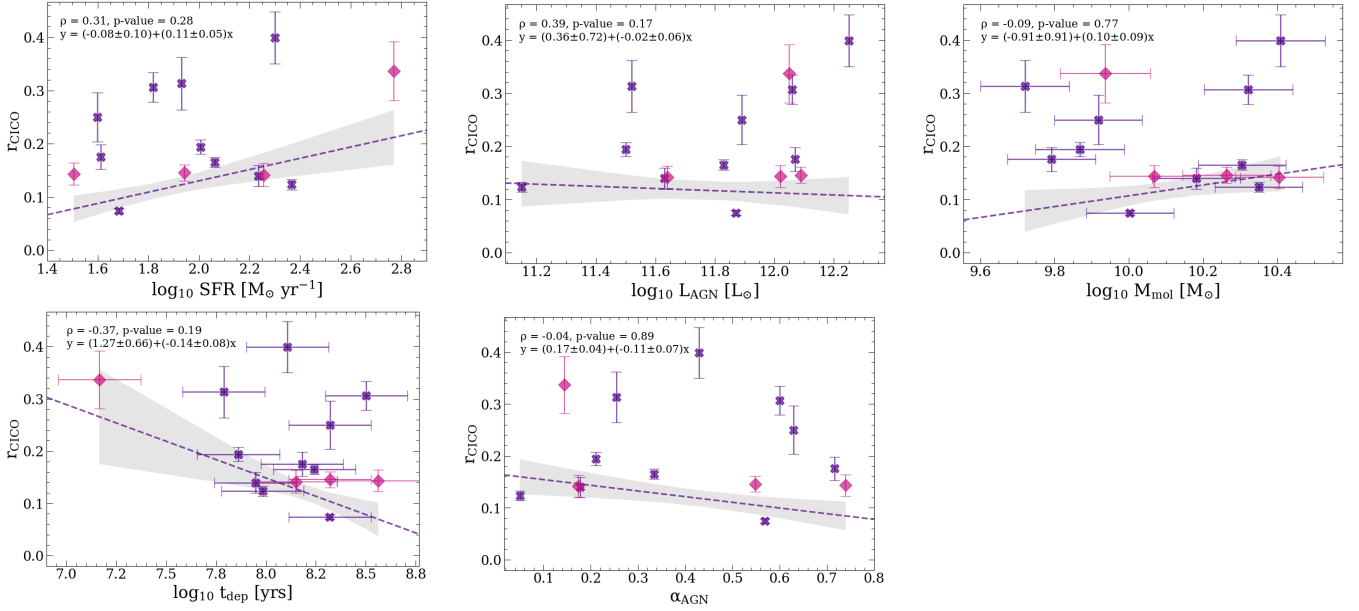 ρ = 0.31, p-value = 0.28
y = (-0.08±0.10)+(0.11±0.05)x
r_CICO
0.4
0.3
0.2
0.1
0.0
1.4 1.6 1.8 2.0 2.2 2.4 2.6 2.8
log₁₀ SFR [M⊙ yr⁻¹]
ρ = 0.39, p-value = 0.17
y = (0.36±0.72)+(-0.02±0.06)x
r_CICO
0.4
0.3
0.2
0.1
0.0
11.2 11.4 11.6 11.8 12.0 12.2
log₁₀ L_AGN [L⊙]
ρ = -0.09, p-value = 0.77
y = (-0.91±0.91)+(0.10±0.09)x
r_CICO
0.4
0.3
0.2
0.1
0.0
9.6 9.8 10.0 10.2 10.4
log₁₀ M_mol [M⊙]
ρ = -0.37, p-value = 0.19
y = (1.27±0.66)+(-0.14±0.08)x
r_CICO
0.4
0.3
0.2
0.1
0.0
7.0 7.2 7.5 7.8 8.0 8.2 8.5 8.8
log₁₀ t_dep [yrs]
ρ = -0.04, p-value = 0.89
y = (0.17±0.04)+(-0.11±0.07)x
r_CICO
0.4
0.3
0.2
0.1
0.0
0.1 0.2 0.3 0.4 0.5 0.6 0.7 0.8
α_AGN